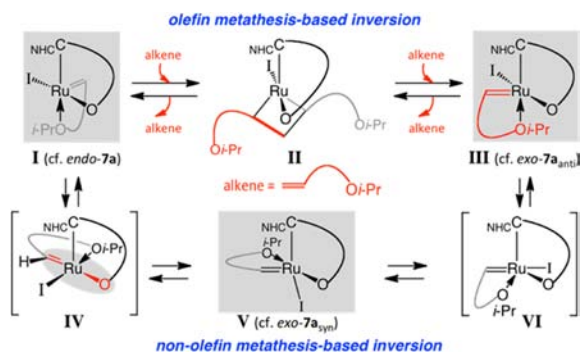 olefin metathesis-based inversion
NHC C I Ru O i-PrO
alkene
alkene
NHC C I Ru O Oi-Pr Oi-Pr
alkene
alkene
NHC C I Ru O Oi-Pr
I (cf. endo-7a)
II
III (cf. exo-7aanti)
alkene = Oi-Pr
NHC C Oi-Pr H Ru O I
NHC C O i-Pr Ru O I
NHC C Ru I O O i-Pr
IV
V (cf. exo-7asyn)
VI
non-olefin metathesis-based inversion